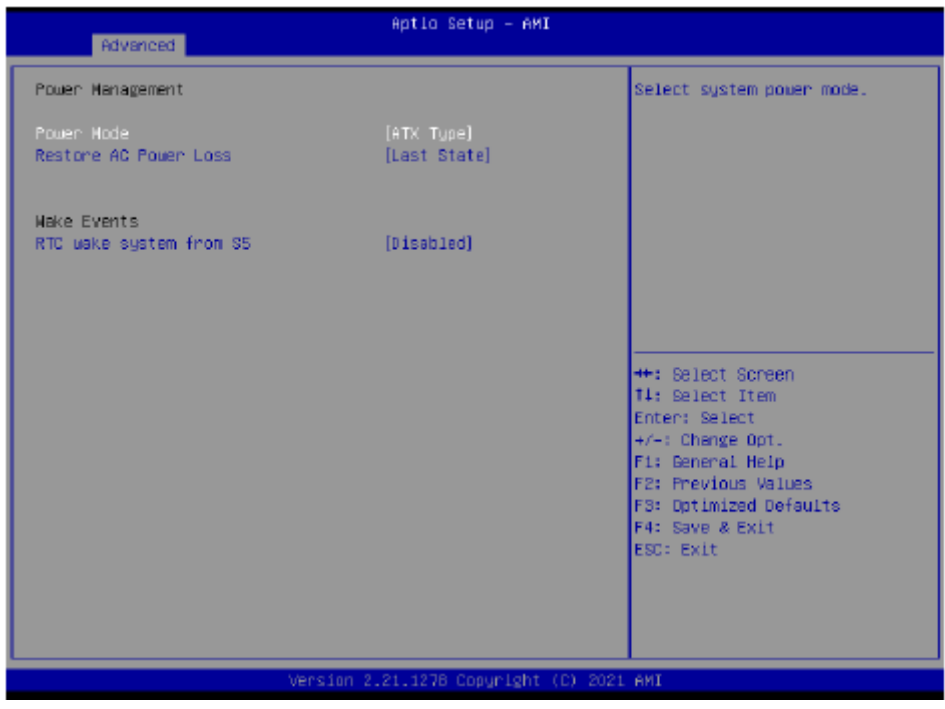 Aptio Setup - AMI
Advanced
Power Management
Power Mode [ATX Type]
Restore AC Power Loss [Last State]
Wake Events
RTC wake system from S5 [Disabled]
Select system power mode.
→←: Select Screen
↑↓: Select Item
Enter: Select
+/-: Change Opt.
F1: General Help
F2: Previous Values
F3: Optimized Defaults
F4: Save & Exit
ESC: Exit
Version 2.21.1278 Copyright (C) 2021 AMI